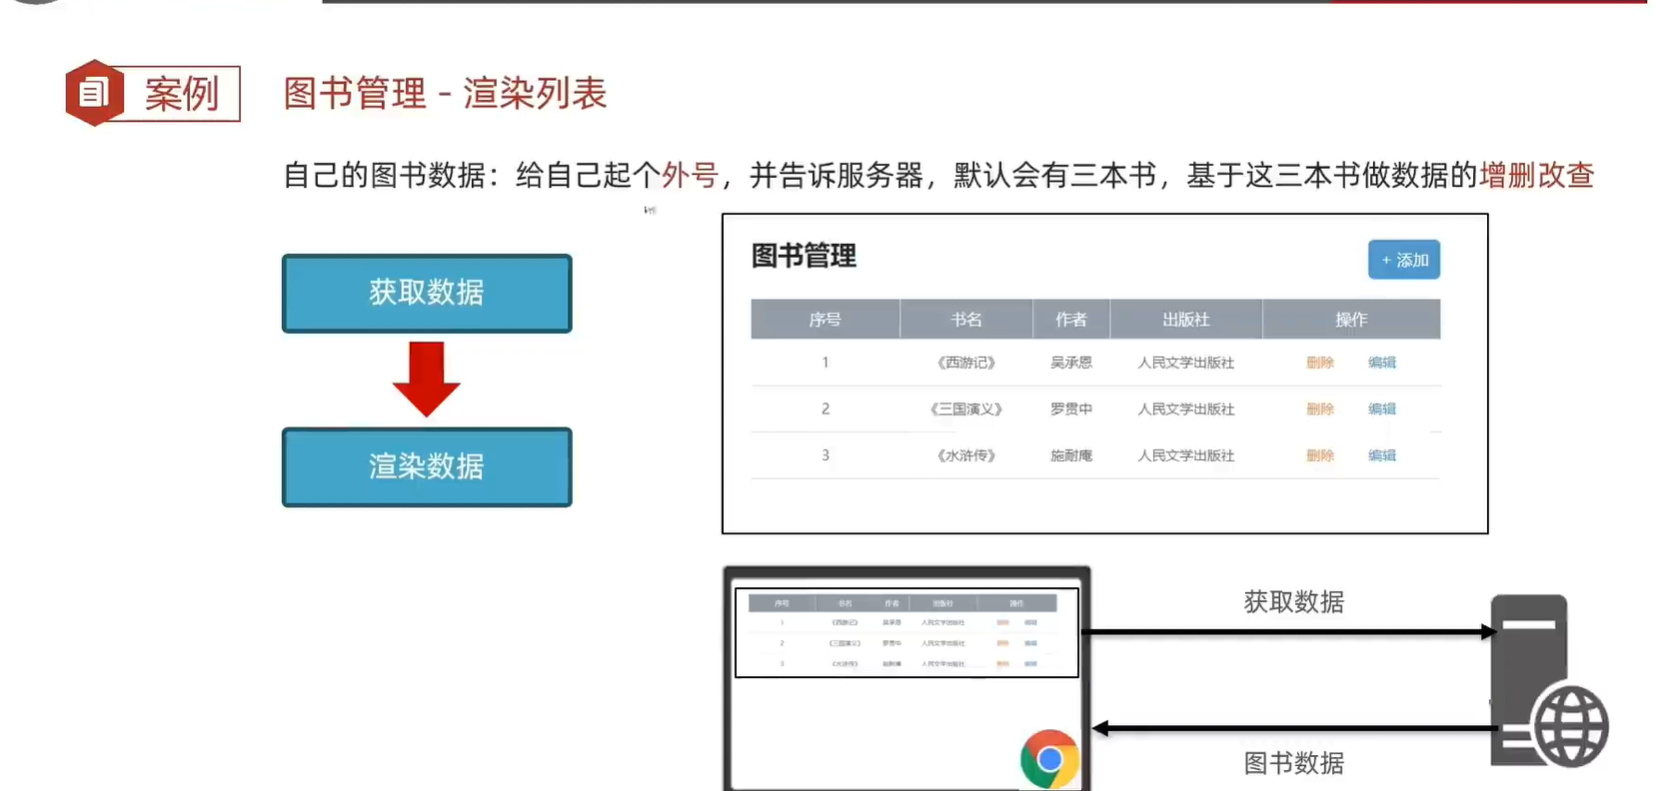 案例
图书管理 - 渲染列表
自己的图书数据：给自己起个外号，并告诉服务器，默认会有三本书，基于这三本书做数据的增删改查
获取数据
渲染数据
图书管理
+ 添加
序号 书名 作者 出版社 操作
1 《西游记》 吴承恩 人民文学出版社 删除 编辑
2 《三国演义》 罗贯中 人民文学出版社 删除 编辑
3 《水浒传》 施耐庵 人民文学出版社 删除 编辑
序号 书名 作者 出版社 操作
1 《西游记》 吴承恩 人民文学出版社 删除 编辑
2 《三国演义》 罗贯中 人民文学出版社 删除 编辑
3 《水浒传》 施耐庵 人民文学出版社 删除 编辑
获取数据
图书数据